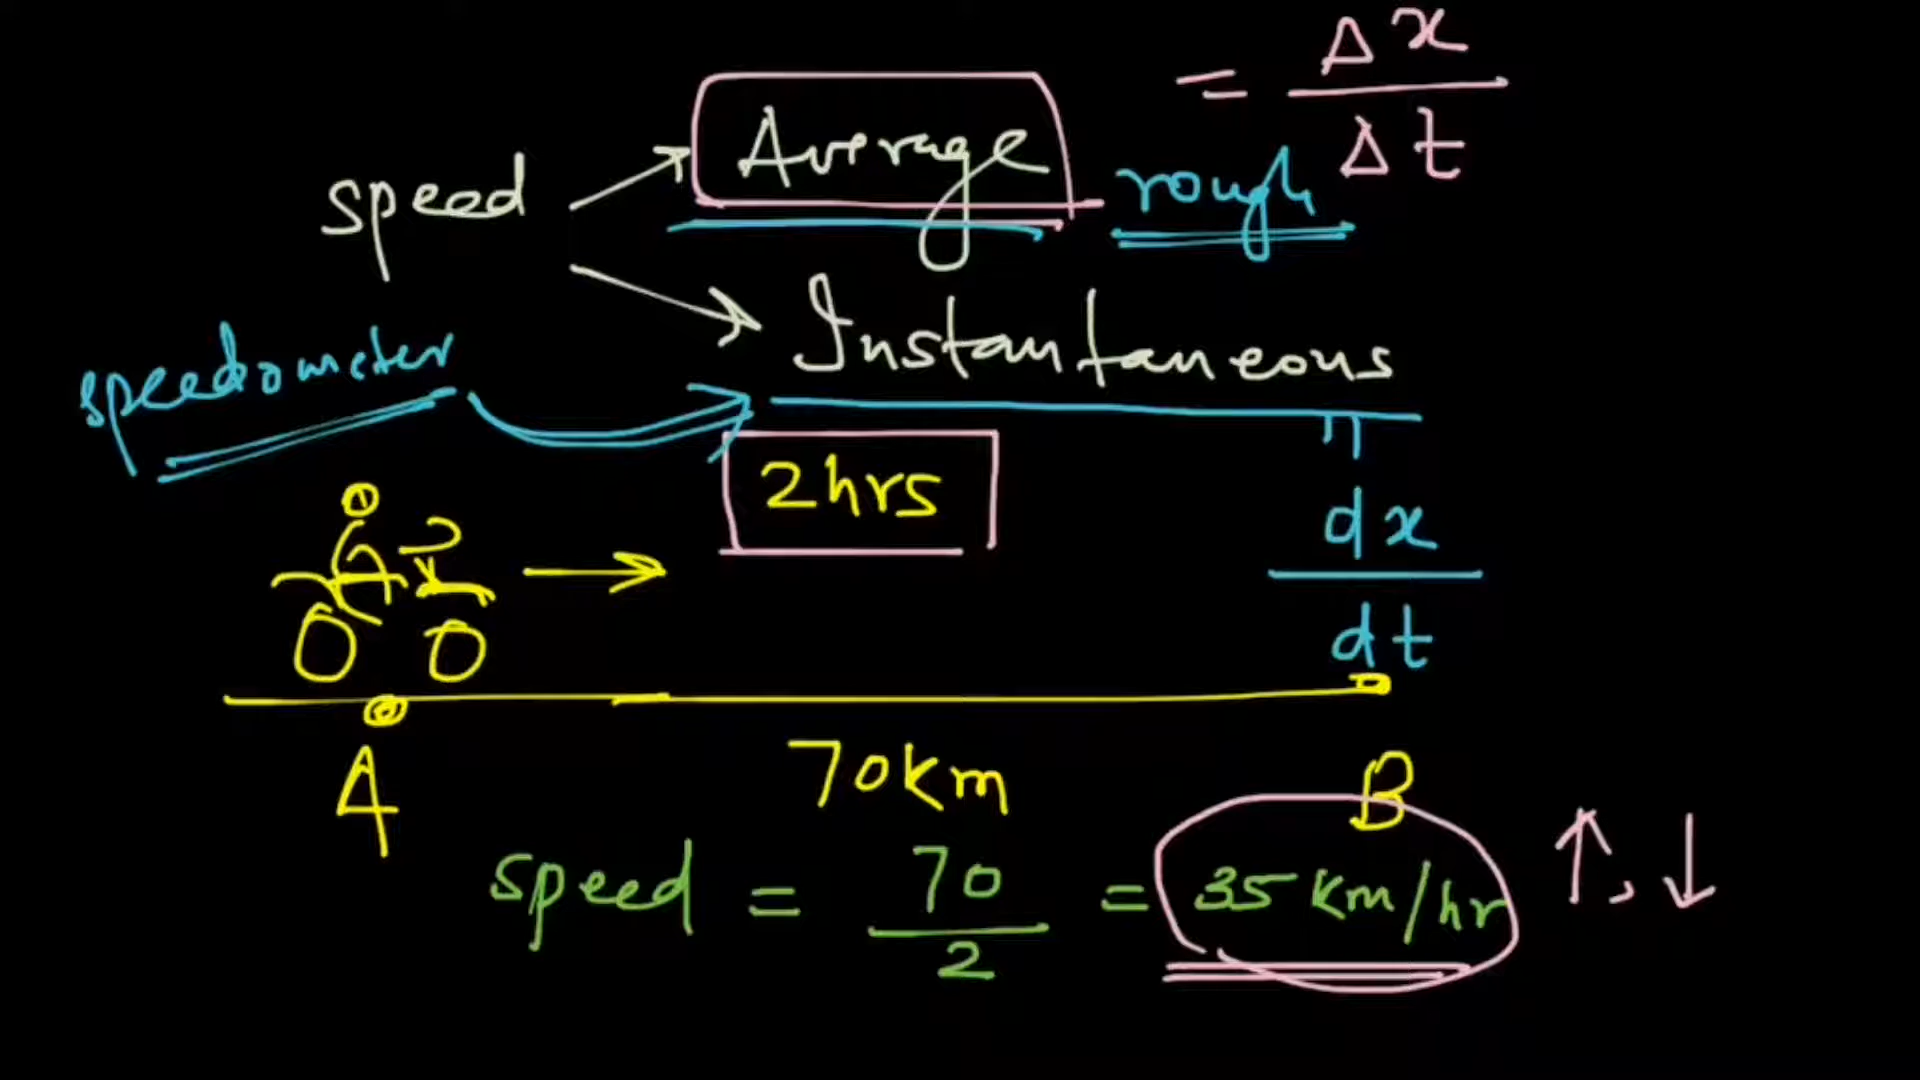 speed
Average
= Δx / Δt
rough
Instantaneous
speedometer
2hrs
dx / dt
A
70km
B
speed = 70 / 2 = 35 km/hr ↑, ↓